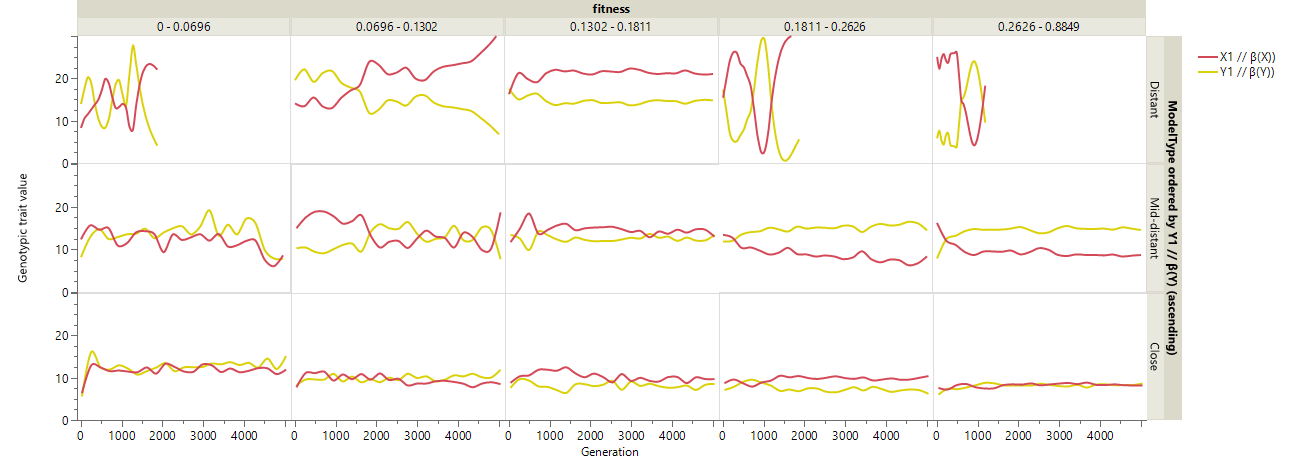 fitness
0 - 0.0696 0.0696 - 0.1302 0.1302 - 0.1811 0.1811 - 0.2626 0.2626 - 0.8849
X1 // β(X))
Y1 // β(Y))
Genotypic trait value
20
10
0
Distant
20
10
0
Mid-distant
20
10
0
Close
ModelType ordered by Y1 // β(Y) (ascending)
0 1000 2000 3000 4000 0 1000 2000 3000 4000 0 1000 2000 3000 4000 0 1000 2000 3000 4000 0 1000 2000 3000 4000
Generation